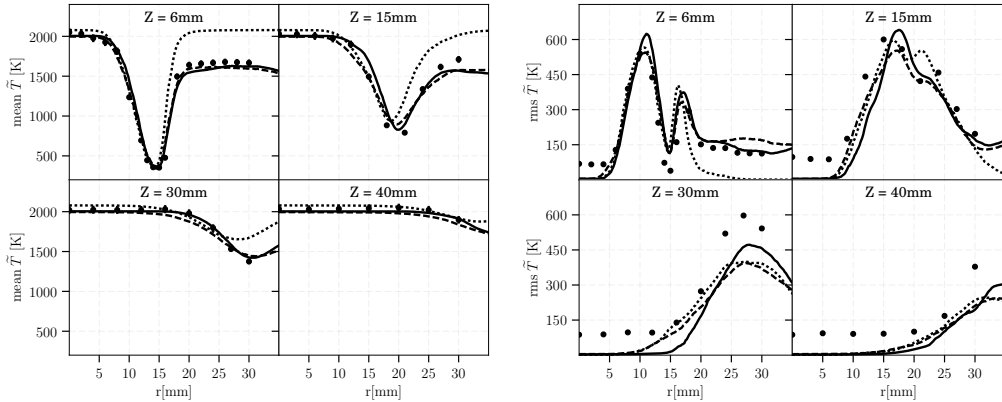 Z = 6mm
Z = 15mm
2000
1500
1000
500
mean T̃ [K]
Z = 30mm
Z = 40mm
2000
1500
1000
500
mean T̃ [K]
5 10 15 20 25 30
5 10 15 20 25 30
r[mm]
r[mm]
Z = 6mm
Z = 15mm
600
450
300
150
rms T̃ [K]
Z = 30mm
Z = 40mm
600
450
300
150
rms T̃ [K]
5 10 15 20 25 30
5 10 15 20 25 30
r[mm]
r[mm]